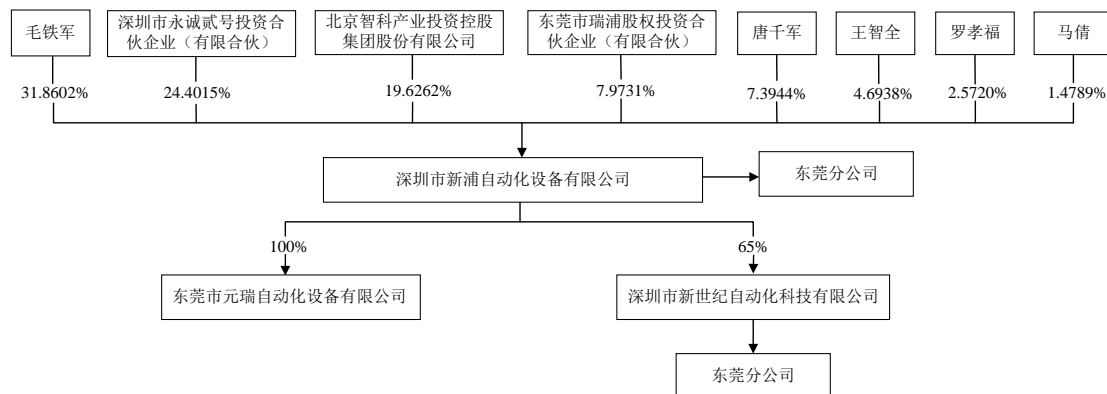 毛铁军
深圳市永诚贰号投资合
伙企业（有限合伙）
北京智科产业投资控股
集团股份有限公司
东莞市瑞浦股权投资合
伙企业（有限合伙）
唐千军
王智全
罗孝福
马倩
31.8602%
24.4015%
19.6262%
7.9731%
7.3944%
4.6938%
2.5720%
1.4789%
深圳市新浦自动化设备有限公司
东莞分公司
100%
65%
东莞市元瑞自动化设备有限公司
深圳市新世纪自动化科技有限公司
东莞分公司